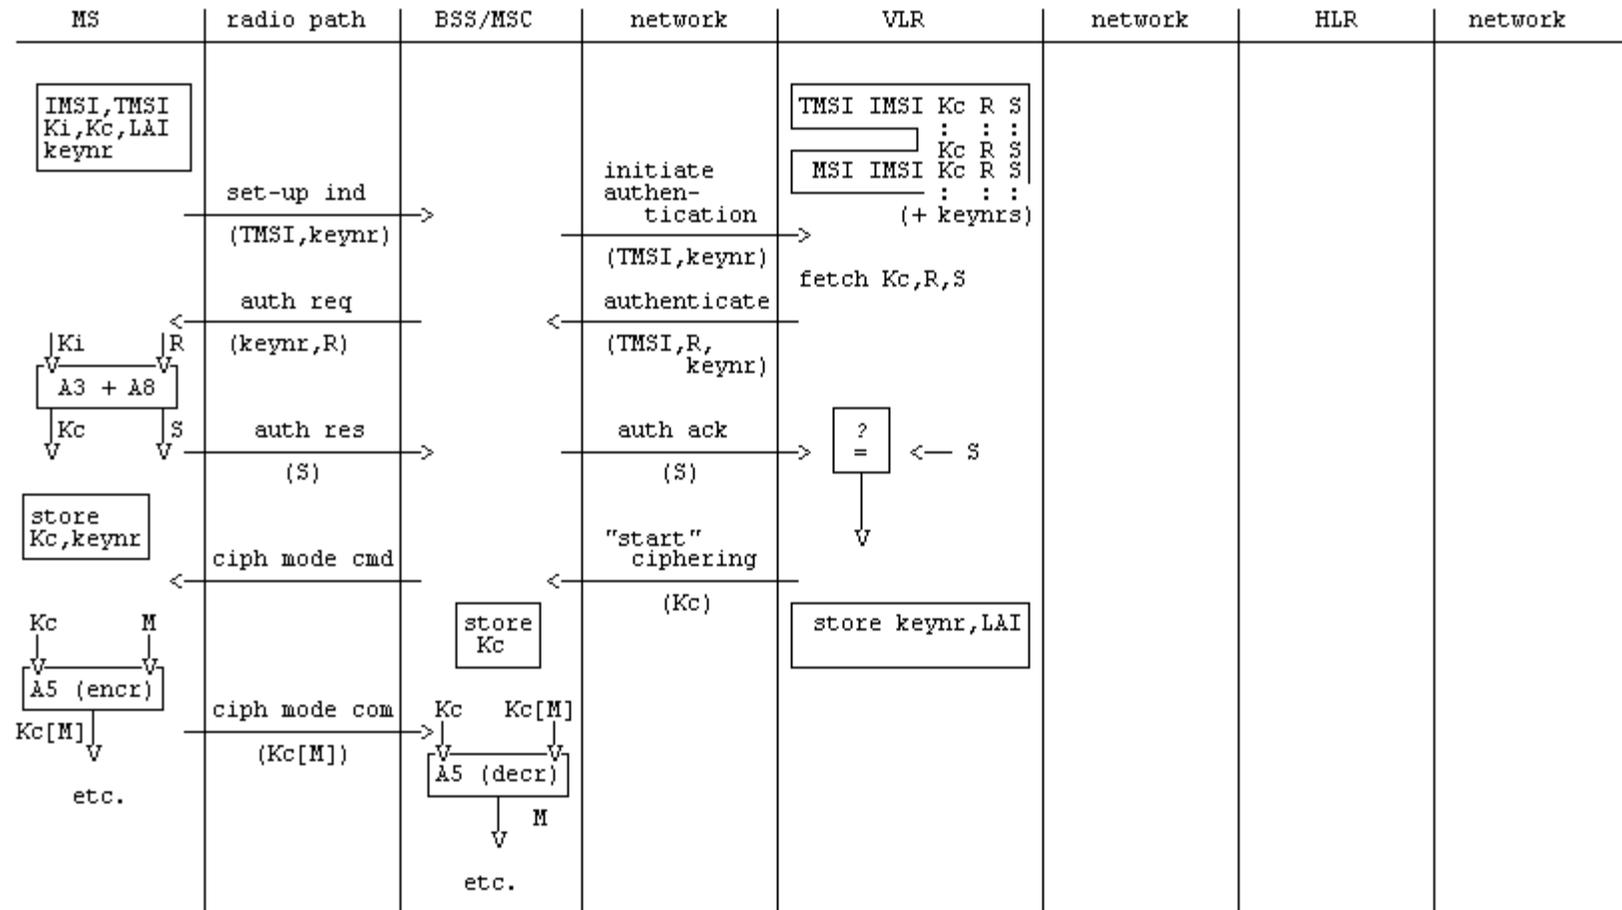 MS radio path BSS/MSC network VLR network HLR network
IMSI,TMSI
Ki,Kc,LAI
keynr
TMSI IMSI Kc R S
: : :
Kc R S
MSI IMSI Kc R S
: : :
(+ keynrs)
set-up ind
(TMSI,keynr)
initiate
authen-
tication
(TMSI,keynr)
fetch Kc,R,S
auth req
(keynr,R)
authenticate
(TMSI,R,
keynr)
Ki R
A3 + A8
Kc S
auth res
(S)
auth ack
(S)
?
=
S
store
Kc,keynr
ciph mode cmd
"start"
ciphering
(Kc)
store
Kc
store keynr,LAI
Kc M
A5 (encr)
Kc[M]
etc.
ciph mode com
(Kc[M])
Kc Kc[M]
A5 (decr)
M
etc.